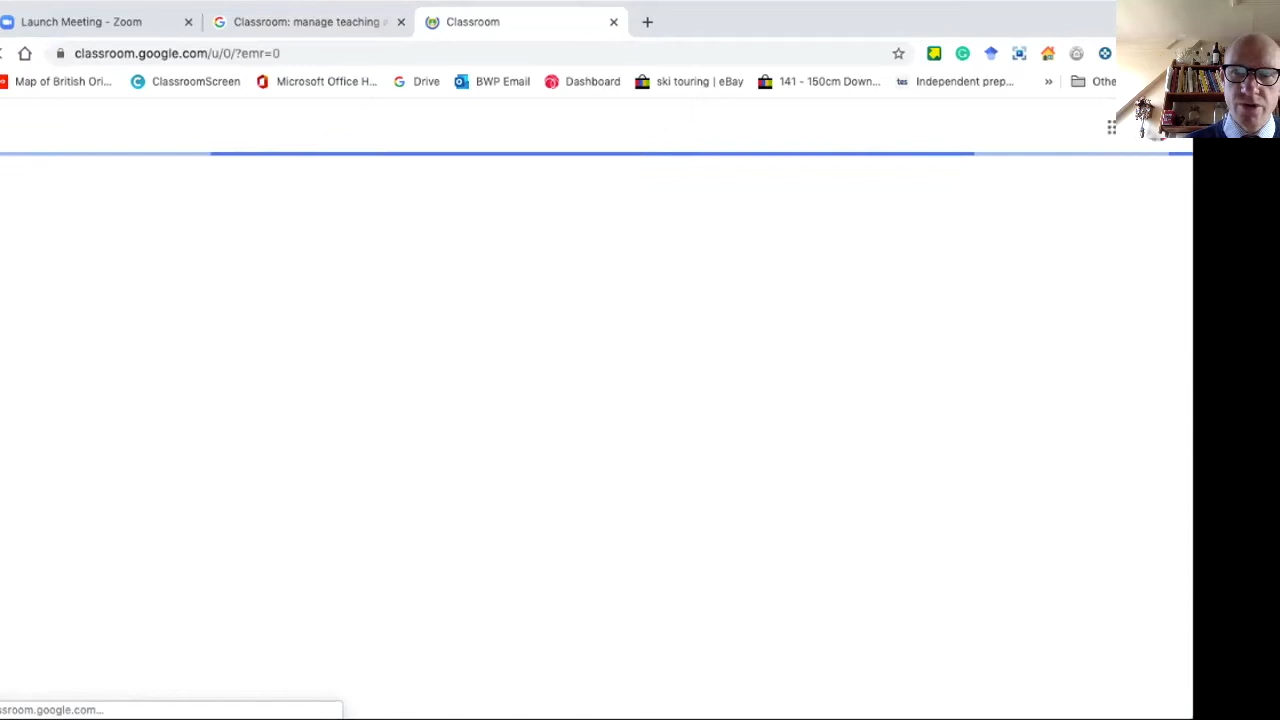 Launch Meeting - Zoom
Classroom: manage teaching
Classroom
classroom.google.com/u/0/?emr=0
Map of British Ori...
ClassroomScreen
Microsoft Office H...
Drive
BWP Email
Dashboard
ski touring | eBay
141 - 150cm Down...
tes
Independent prep...
»
Othe
ssroom.google.com...